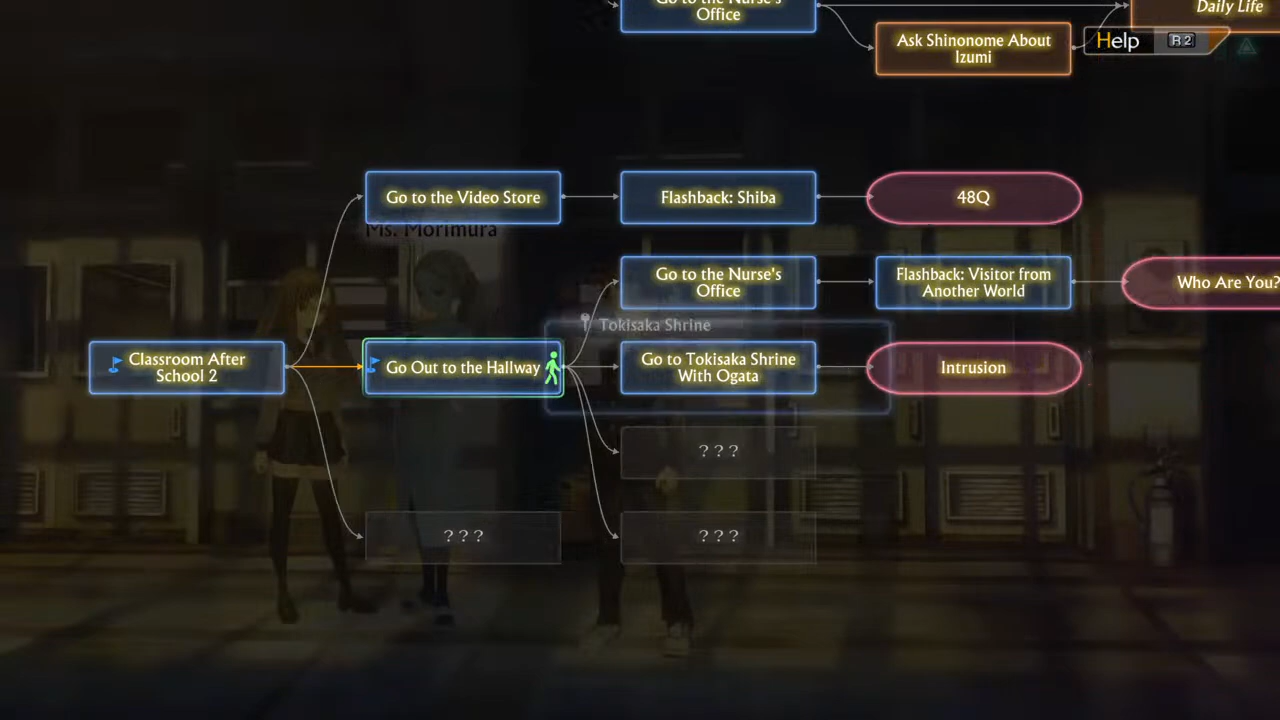 Go to the Nurse's
Office
Daily Life
Ask Shinonome About
Izumi
Help
R2
Go to the Video Store
Flashback: Shiba
48Q
Ms. Morimura
Go to the Nurse's
Office
Flashback: Visitor from
Another World
Who Are You?
Tokisaka Shrine
Classroom After
School 2
Go Out to the Hallway
Go to Tokisaka Shrine
With Ogata
Intrusion
? ? ?
? ? ?
? ? ?